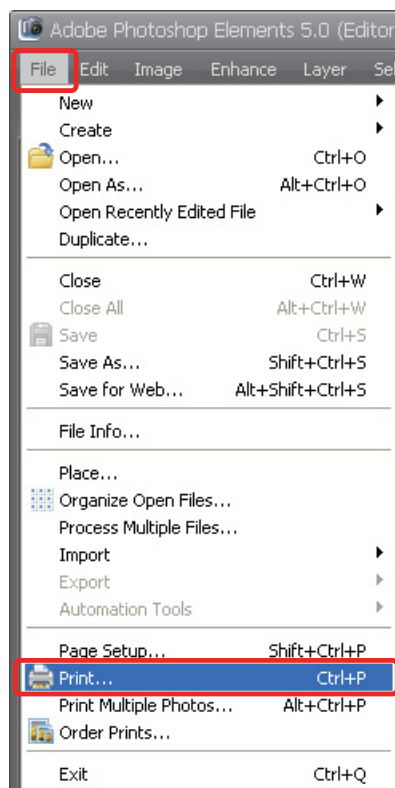 Adobe Photoshop Elements 5.0 (Editor
File Edit Image Enhance Layer Sel
New
Create
Open... Ctrl+O
Open As... Alt+Ctrl+O
Open Recently Edited File
Duplicate...
Close Ctrl+W
Close All Alt+Ctrl+W
Save Ctrl+S
Save As... Shift+Ctrl+S
Save for Web... Alt+Shift+Ctrl+S
File Info...
Place...
Organize Open Files...
Process Multiple Files...
Import
Export
Automation Tools
Page Setup... Shift+Ctrl+P
Print... Ctrl+P
Print Multiple Photos... Alt+Ctrl+P
Order Prints...
Exit Ctrl+Q